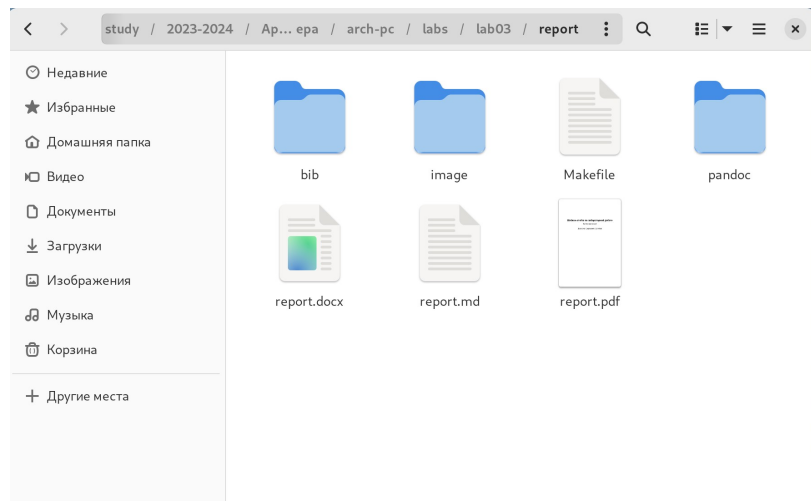 study / 2023-2024 / Ар... ера / arch-pc / labs / lab03 / report
Недавние
Избранные
Домашняя папка
Видео
Документы
Загрузки
Изображения
Музыка
Корзина
Другие места
bib
image
Makefile
pandoc
report.docx
report.md
report.pdf